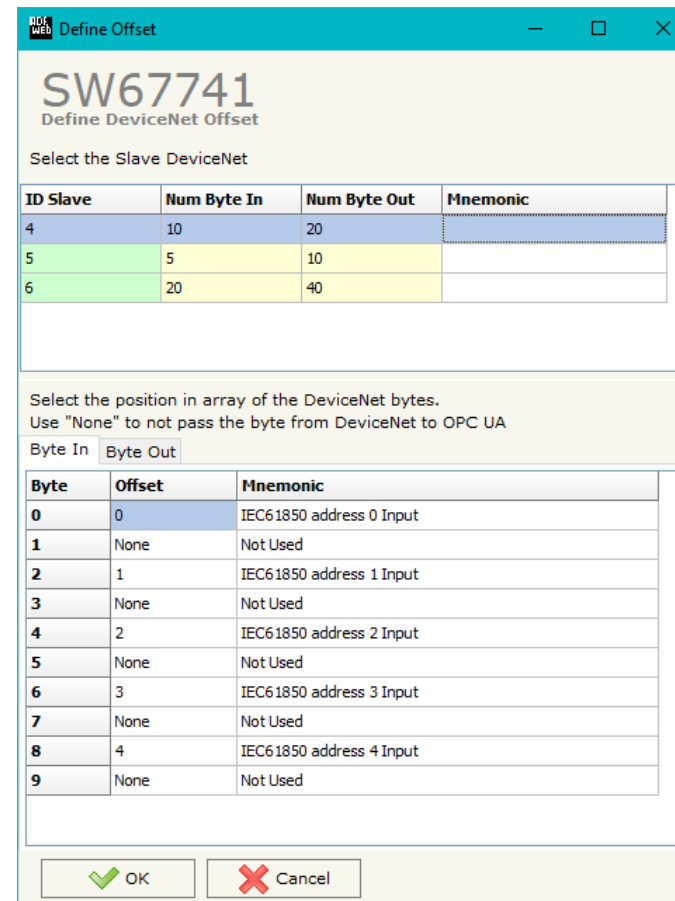 ADF WEB Define Offset
SW67741
Define DeviceNet Offset
Select the Slave DeviceNet
ID Slave Num Byte In Num Byte Out Mnemonic
4 10 20
5 5 10
6 20 40
Select the position in array of the DeviceNet bytes.
Use "None" to not pass the byte from DeviceNet to OPC UA
Byte In Byte Out
Byte Offset Mnemonic
0 0 IEC61850 address 0 Input
1 None Not Used
2 1 IEC61850 address 1 Input
3 None Not Used
4 2 IEC61850 address 2 Input
5 None Not Used
6 3 IEC61850 address 3 Input
7 None Not Used
8 4 IEC61850 address 4 Input
9 None Not Used
OK Cancel